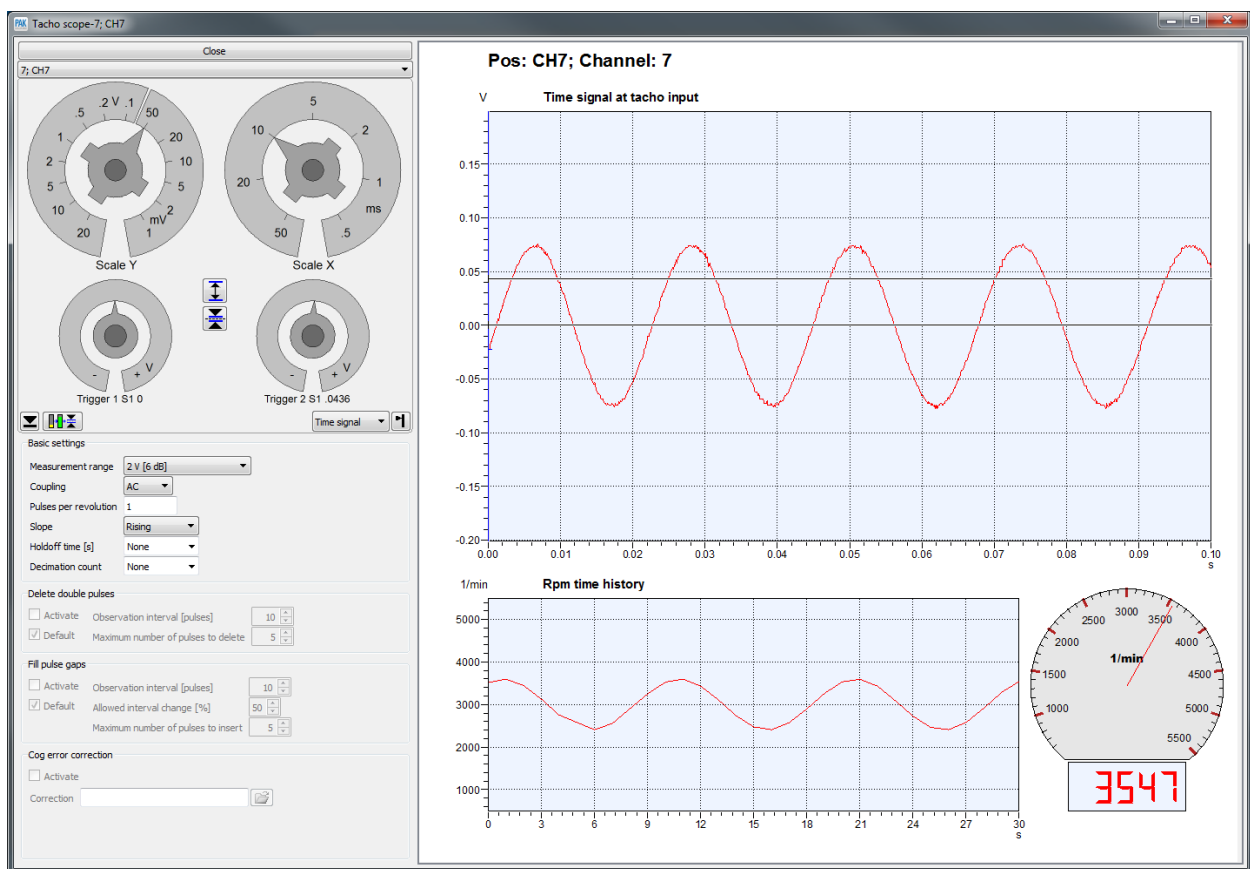 PAK Tacho scope-7; CH7
Close
7; CH7
.5 .2 V .1 50
1 20
2 10
5 5
10 mV 2
20 1
Scale Y
5
10 2
20 1
ms
50 .5
Scale X
- + V
Trigger 1 S1 0
- + V
Trigger 2 S1 .0436
Time signal
Basic settings
Measurement range 2 V [6 dB]
Coupling AC
Pulses per revolution 1
Slope Rising
Holdoff time [s] None
Decimation count None
Delete double pulses
Activate Observation interval [pulses] 10
Default Maximum number of pulses to delete 5
Fill pulse gaps
Activate Observation interval [pulses] 10
Default Allowed interval change [%] 50
Maximum number of pulses to insert 5
Cog error correction
Activate
Correction
Pos: CH7; Channel: 7
V Time signal at tacho input
0.15
0.10
0.05
0.00
-0.05
-0.10
-0.15
-0.20
0.00 0.01 0.02 0.03 0.04 0.05 0.06 0.07 0.08 0.09 0.10
s
1/min Rpm time history
5000
4000
3000
2000
1000
0 3 6 9 12 15 18 21 24 27 30
s
2500 3000 3500
2000 4000
1/min
1500 4500
1000 5000
5500
3547